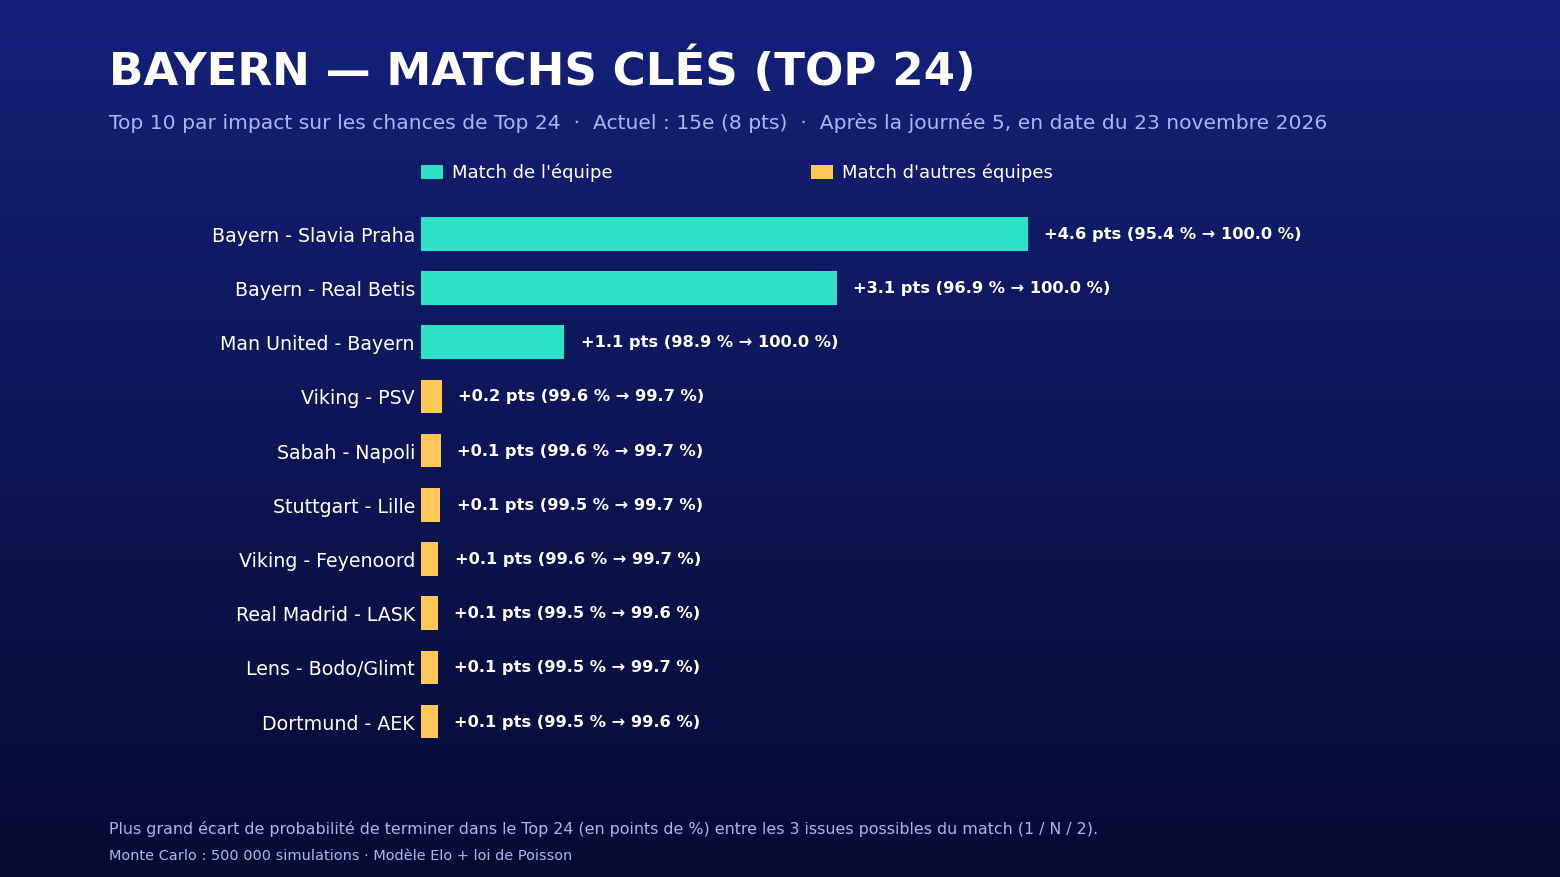 BAYERN — MATCHS CLÉS (TOP 24)
Top 10 par impact sur les chances de Top 24 · Actuel : 15e (8 pts) · Après la journée 5, en date du 23 novembre 2026
Match de l'équipe Match d'autres équipes
Bayern - Slavia Praha +4.6 pts (95.4 % → 100.0 %)
Bayern - Real Betis +3.1 pts (96.9 % → 100.0 %)
Man United - Bayern +1.1 pts (98.9 % → 100.0 %)
Viking - PSV +0.2 pts (99.6 % → 99.7 %)
Sabah - Napoli +0.1 pts (99.6 % → 99.7 %)
Stuttgart - Lille +0.1 pts (99.5 % → 99.7 %)
Viking - Feyenoord +0.1 pts (99.6 % → 99.7 %)
Real Madrid - LASK +0.1 pts (99.5 % → 99.6 %)
Lens - Bodo/Glimt +0.1 pts (99.5 % → 99.7 %)
Dortmund - AEK +0.1 pts (99.5 % → 99.6 %)
Plus grand écart de probabilité de terminer dans le Top 24 (en points de %) entre les 3 issues possibles du match (1 / N / 2).
Monte Carlo : 500 000 simulations · Modèle Elo + loi de Poisson